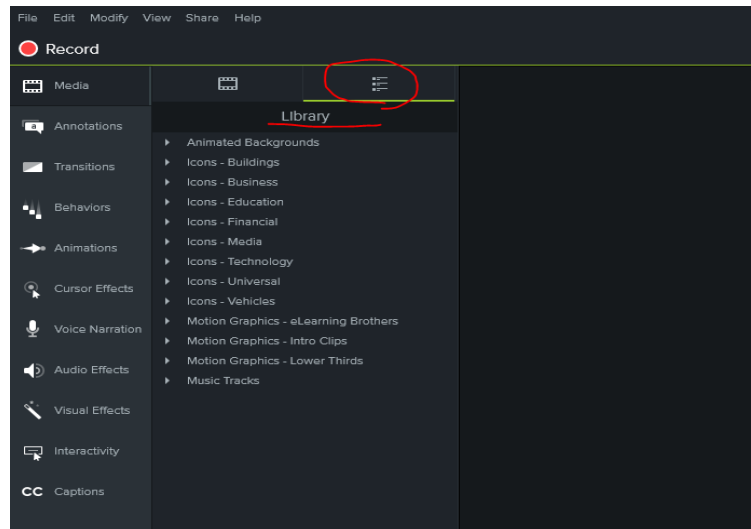 File Edit Modify View Share Help
Record
Media
Annotations
Transitions
Behaviors
Animations
Cursor Effects
Voice Narration
Audio Effects
Visual Effects
Interactivity
CC Captions
Library
Animated Backgrounds
Icons - Buildings
Icons - Business
Icons - Education
Icons - Financial
Icons - Media
Icons - Technology
Icons - Universal
Icons - Vehicles
Motion Graphics - eLearning Brothers
Motion Graphics - Intro Clips
Motion Graphics - Lower Thirds
Music Tracks